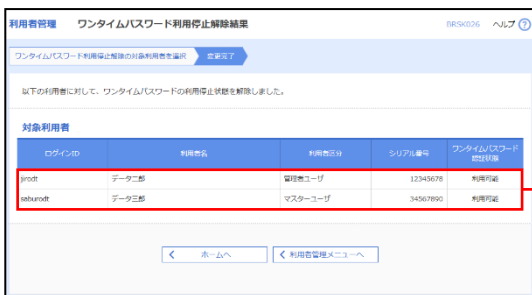 利用者管理 ワンタイムパスワード利用停止解除結果 BRSK026 ヘルプ ?
ワンタイムパスワード利用停止解除の対象利用者を選択 変更完了
以下の利用者に対して、ワンタイムパスワードの利用停止状態を解除しました。
対象利用者
ログインID 利用者名 利用者区分 シリアル番号 ワンタイムパスワード
認証状態
jirodt データ二郎 管理者ユーザ 12345678 利用可能
saburodt データ三郎 マスターユーザ 34567890 利用可能
ホームへ 利用者管理メニューへ